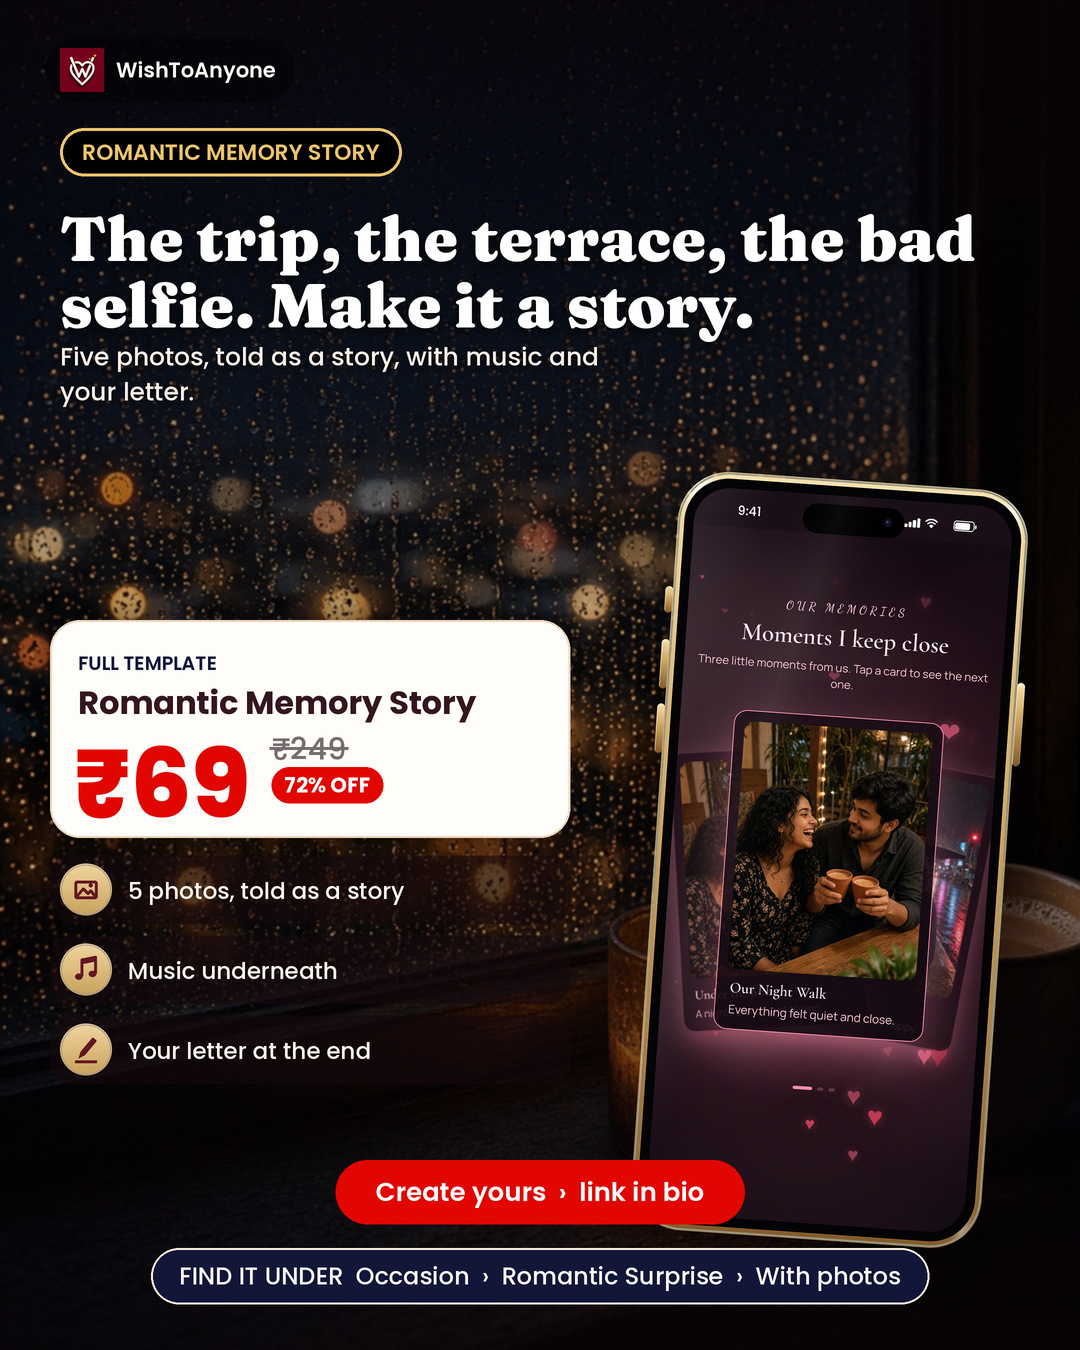 WishToAnyone
ROMANTIC MEMORY STORY
The trip, the terrace, the bad
selfie. Make it a story.
Five photos, told as a story, with music and
your letter.
FULL TEMPLATE
Romantic Memory Story
₹69
₹249
72% OFF
5 photos, told as a story
Music underneath
Your letter at the end
9:41
OUR MEMORIES
Moments I keep close
Three little moments from us. Tap a card to see the next
one.
Our Night Walk
Everything felt quiet and close.
Create yours › link in bio
FIND IT UNDER Occasion › Romantic Surprise › With photos